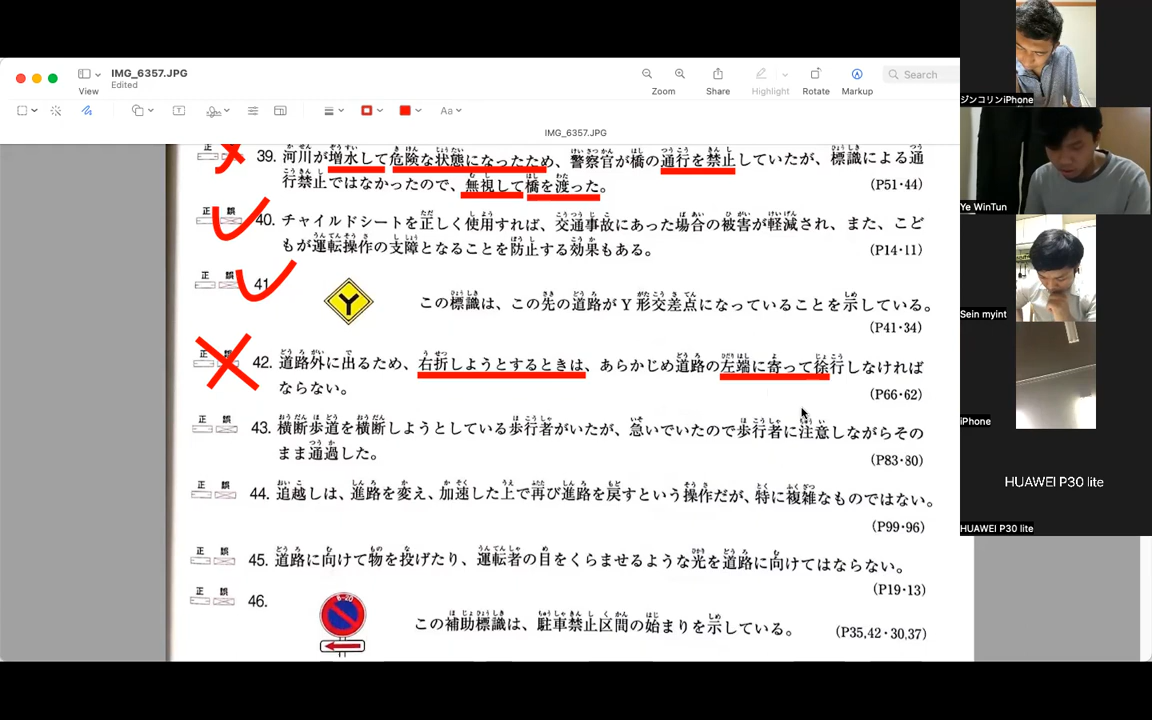 IMG_6357.JPG
Edited
View
Zoom
Share
Highlight
Rotate
Markup
Search
IMG_6357.JPG
正 誤 39. 河川が増水して危険な状態になったため、警察官が橋の通行を禁止していたが、標識による通
行禁止ではなかったので、無視して橋を渡った。 (P51・44)
正 誤 40. チャイルドシートを正しく使用すれば、交通事故にあった場合の被害が軽減され、また、こど
もが運転操作の支障となることを防止する効果もある。 (P14・11)
正 誤 41
この標識は、この先の道路がY形交差点になっていることを示している。
(P41・34)
正 誤 42. 道路外に出るため、右折しようとするときは、あらかじめ道路の左端に寄って徐行しなければ
ならない。 (P66・62)
正 誤 43. 横断歩道を横断しようとしている歩行者がいたが、急いでいたので歩行者に注意しながらその
まま通過した。 (P83・80)
正 誤 44. 追越しは、進路を変え、加速した上で再び進路を戻すという操作だが、特に複雑なものではない。
(P99・96)
正 誤 45. 道路に向けて物を投げたり、運転者の目をくらませるような光を道路に向けてはならない。
(P19・13)
正 誤 46.
8-20
この補助標識は、駐車禁止区間の始まりを示している。 (P35,42・30,37)
ジンコリンiPhone
Ye WinTun
Sein myint
iPhone
HUAWEI P30 lite
HUAWEI P30 lite